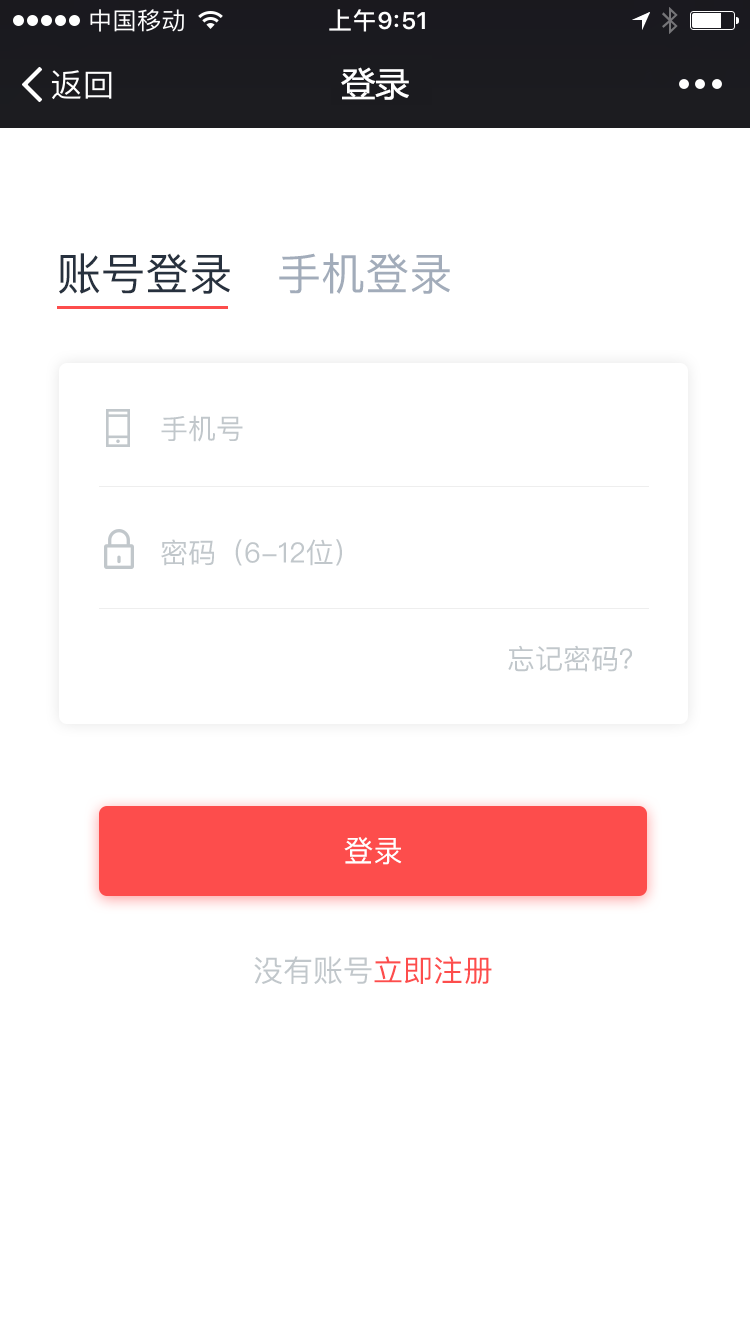 中国移动 上午9:51
返回 登录
账号登录 手机登录
手机号
密码（6-12位）
忘记密码?
登录
没有账号立即注册